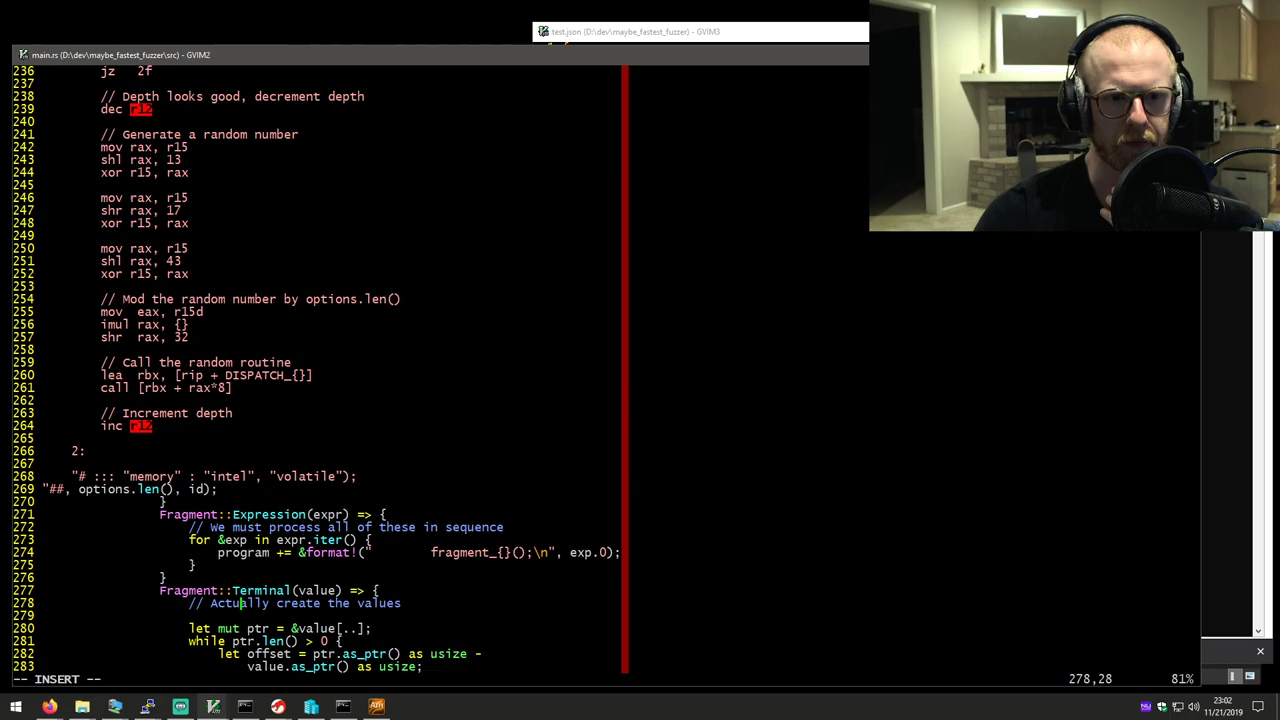 test.json (D:\dev\maybe_fastest_fuzzer) - GVIM3
main.rs (D:\dev\maybe_fastest_fuzzer\src) - GVIM2
236         jz   2f
237
238         // Depth looks good, decrement depth
239         dec r12
240
241         // Generate a random number
242         mov rax, r15
243         shl rax, 13
244         xor r15, rax
245
246         mov rax, r15
247         shr rax, 17
248         xor r15, rax
249
250         mov rax, r15
251         shl rax, 43
252         xor r15, rax
253
254         // Mod the random number by options.len()
255         mov  eax, r15d
256         imul rax, {}
257         shr  rax, 32
258
259         // Call the random routine
260         lea  rbx, [rip + DISPATCH_{}]
261         call [rbx + rax*8]
262
263         // Increment depth
264         inc r12
265
266     2:
267
268     "# ::: "memory" : "intel", "volatile");
269 "##, options.len(), id);
270                 }
271                 Fragment::Expression(expr) => {
272                     // We must process all of these in sequence
273                     for &exp in expr.iter() {
274                         program += &format!("        fragment_{}();\n", exp.0);
275                     }
276                 }
277                 Fragment::Terminal(value) => {
278                     // Actually create the values
279
280                     let mut ptr = &value[..];
281                     while ptr.len() > 0 {
282                         let offset = ptr.as_ptr() as usize -
283                             value.as_ptr() as usize;
-- INSERT --                                278,28        81%
23:02
11/21/2019